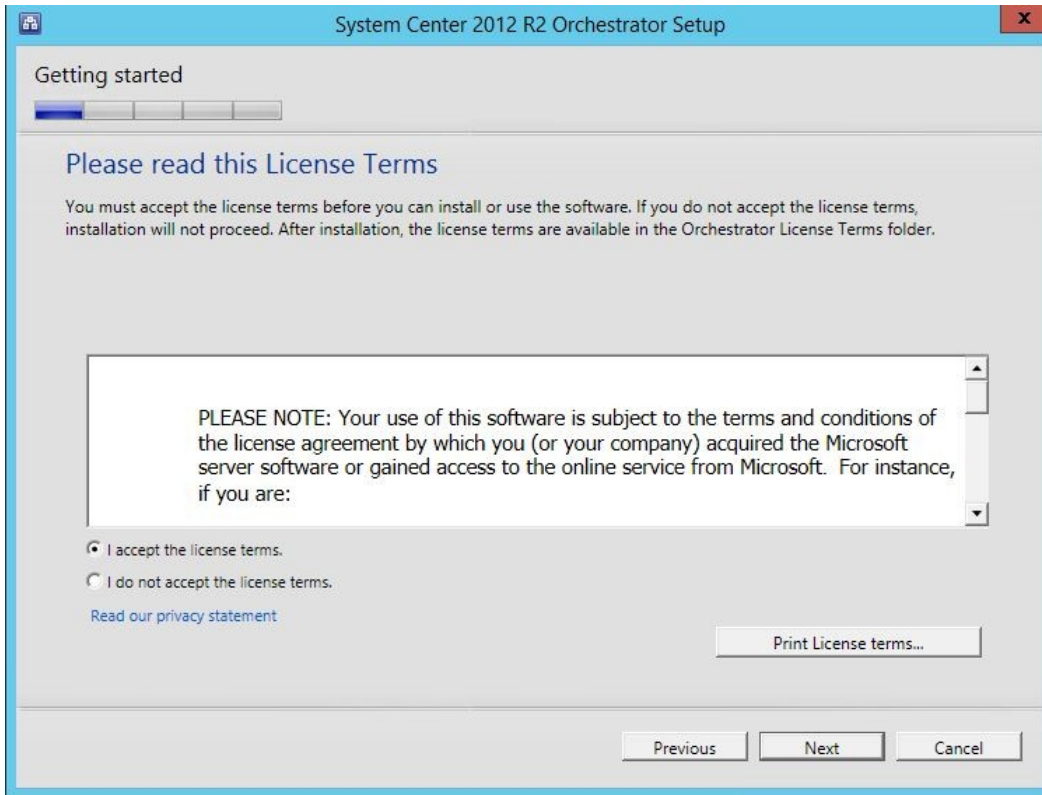 System Center 2012 R2 Orchestrator Setup
x
Getting started
Please read this License Terms
You must accept the license terms before you can install or use the software. If you do not accept the license terms,
installation will not proceed. After installation, the license terms are available in the Orchestrator License Terms folder.
PLEASE NOTE: Your use of this software is subject to the terms and conditions of
the license agreement by which you (or your company) acquired the Microsoft
server software or gained access to the online service from Microsoft.  For instance,
if you are:
I accept the license terms.
I do not accept the license terms.
Read our privacy statement
Print License terms...
Previous
Next
Cancel